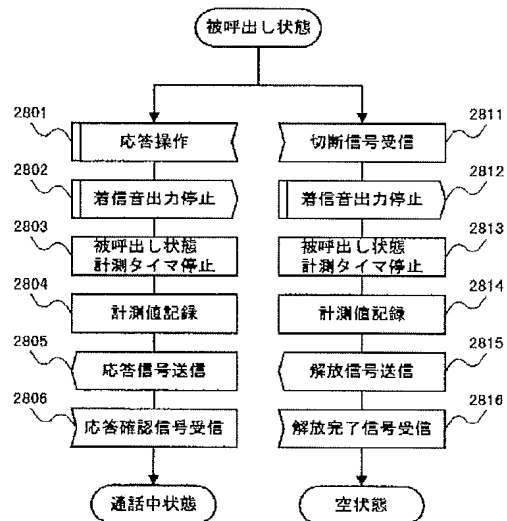 被呼出し状態
2801
応答操作
2802
着信音出力停止
2803
被呼出し状態
計測タイマ停止
2804
計測値記録
2805
応答信号送信
2806
応答確認信号受信
通話中状態
2811
切断信号受信
2812
着信音出力停止
2813
被呼出し状態
計測タイマ停止
2814
計測値記録
2815
解放信号送信
2816
解放完了信号受信
空状態